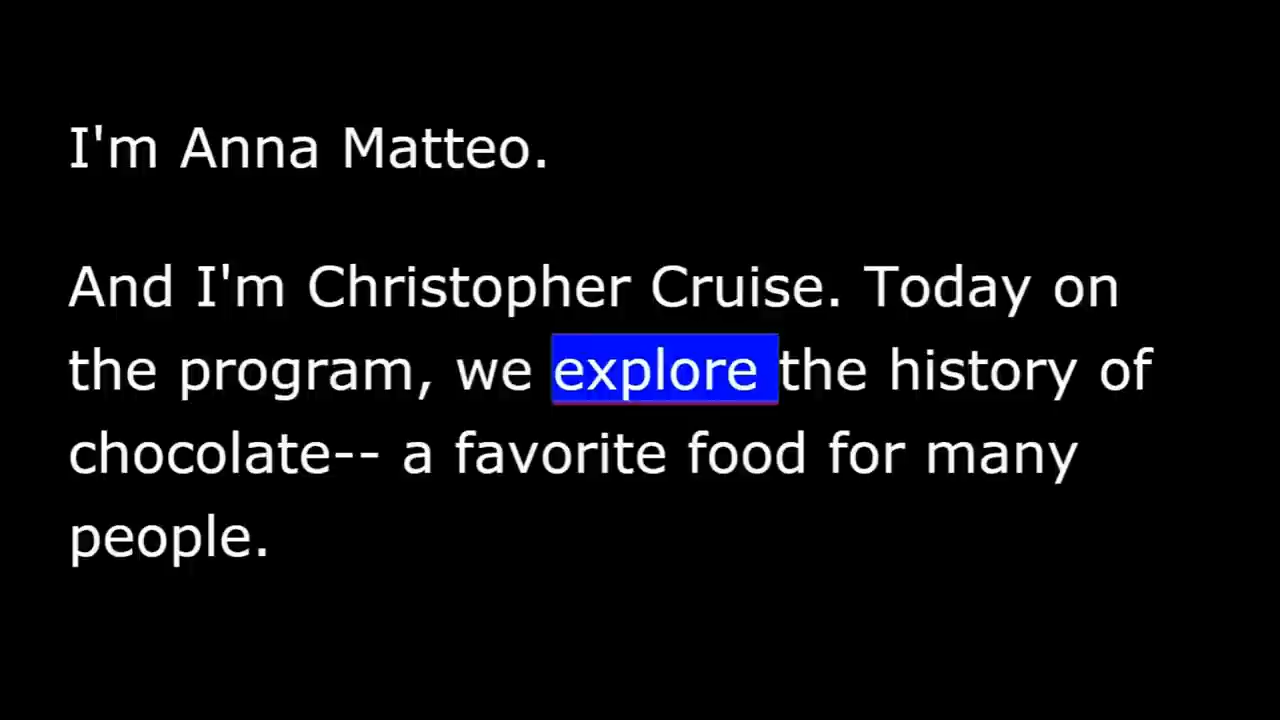 I'm Anna Matteo.
And I'm Christopher Cruise. Today on
the program, we explore the history of
chocolate-- a favorite food for many
people.